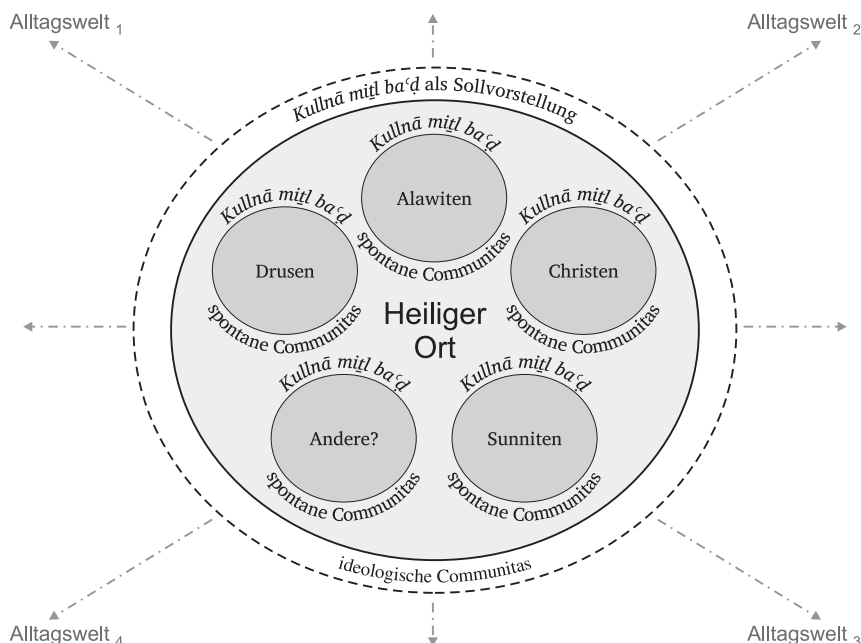 Alltagswelt 1
Alltagswelt 2
Kullnā miṯl baʿḍ als Sollvorstellung
Kullnā miṯl baʿḍ
Alawiten
spontane Communitas
Kullnā miṯl baʿḍ
Drusen
spontane Communitas
Kullnā miṯl baʿḍ
Christen
spontane Communitas
Heiliger
Ort
Kullnā miṯl baʿḍ
Andere?
spontane Communitas
Kullnā miṯl baʿḍ
Sunniten
spontane Communitas
ideologische Communitas
Alltagswelt 4
Alltagswelt 3